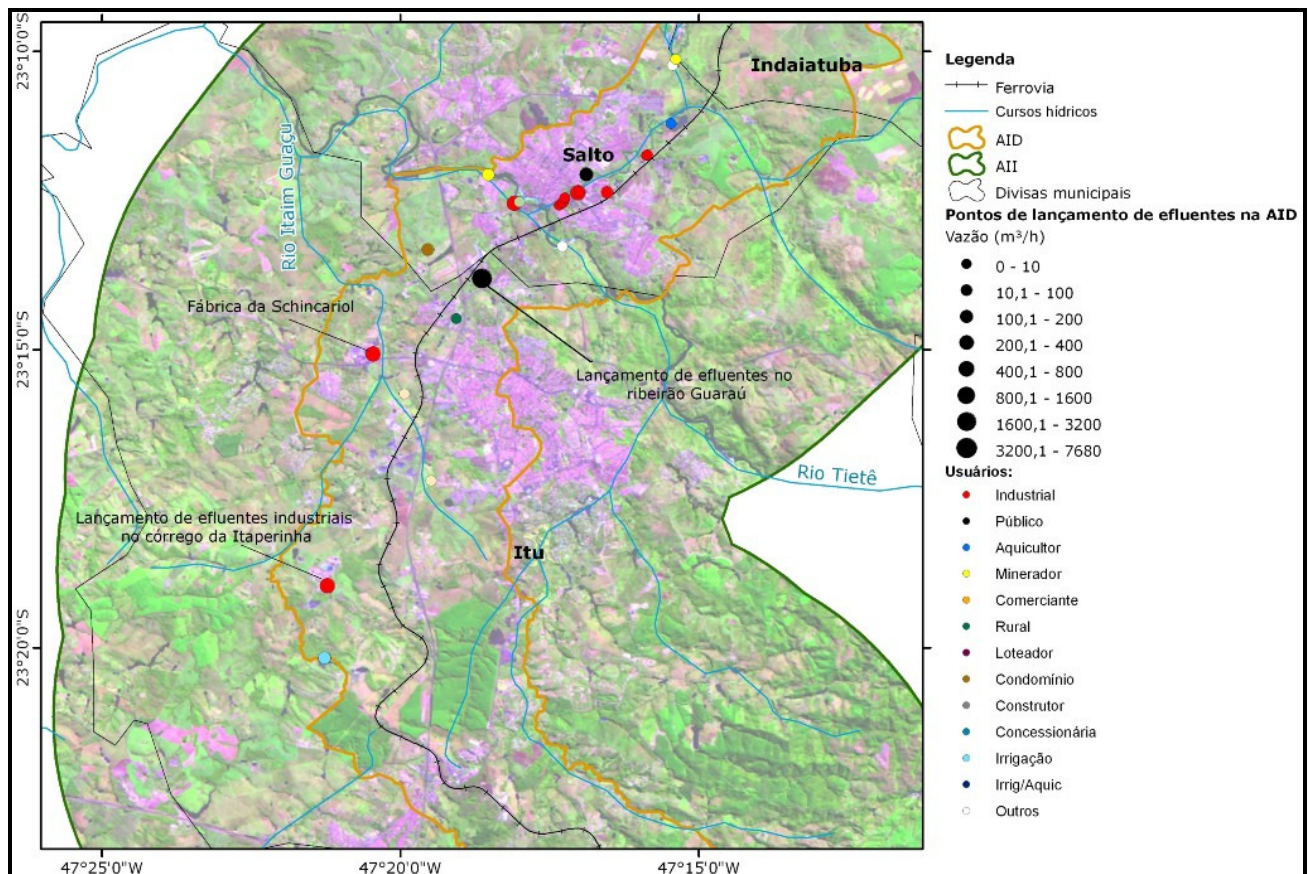 23°10'0"S
23°15'0"S
23°20'0"S
47°25'0"W
47°20'0"W
47°15'0"W
Indaiatuba
Salto
Rio Itaim Guaçu
Fábrica da Schincariol
Lançamento de efluentes no
ribeirão Guaraú
Rio Tietê
Lançamento de efluentes industriais
no córrego da Itaperinha
Itu
Legenda
Ferrovia
Cursos hídricos
AID
AII
Divisas municipais
Pontos de lançamento de efluentes na AID
Vazão (m³/h)
0 - 10
10,1 - 100
100,1 - 200
200,1 - 400
400,1 - 800
800,1 - 1600
1600,1 - 3200
3200,1 - 7680
Usuários:
Industrial
Público
Aquicultor
Minerador
Comerciante
Rural
Loteador
Condomínio
Construtor
Concessionária
Irrigação
Irrig/Aquic
Outros